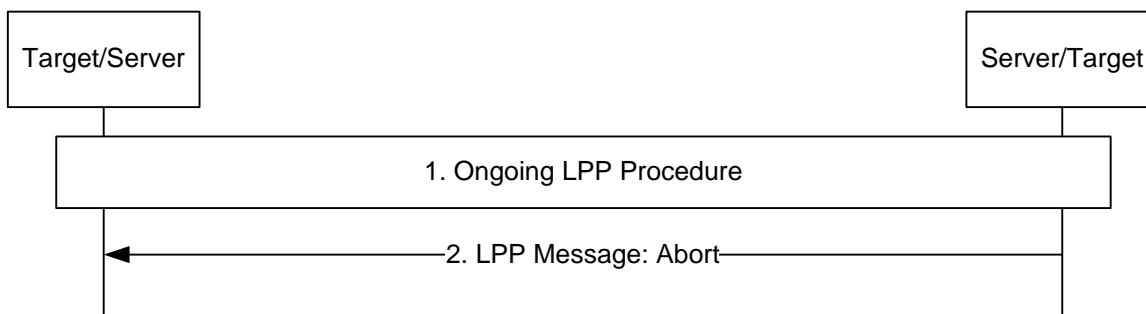 Target/Server
Server/Target
1. Ongoing LPP Procedure
2. LPP Message: Abort